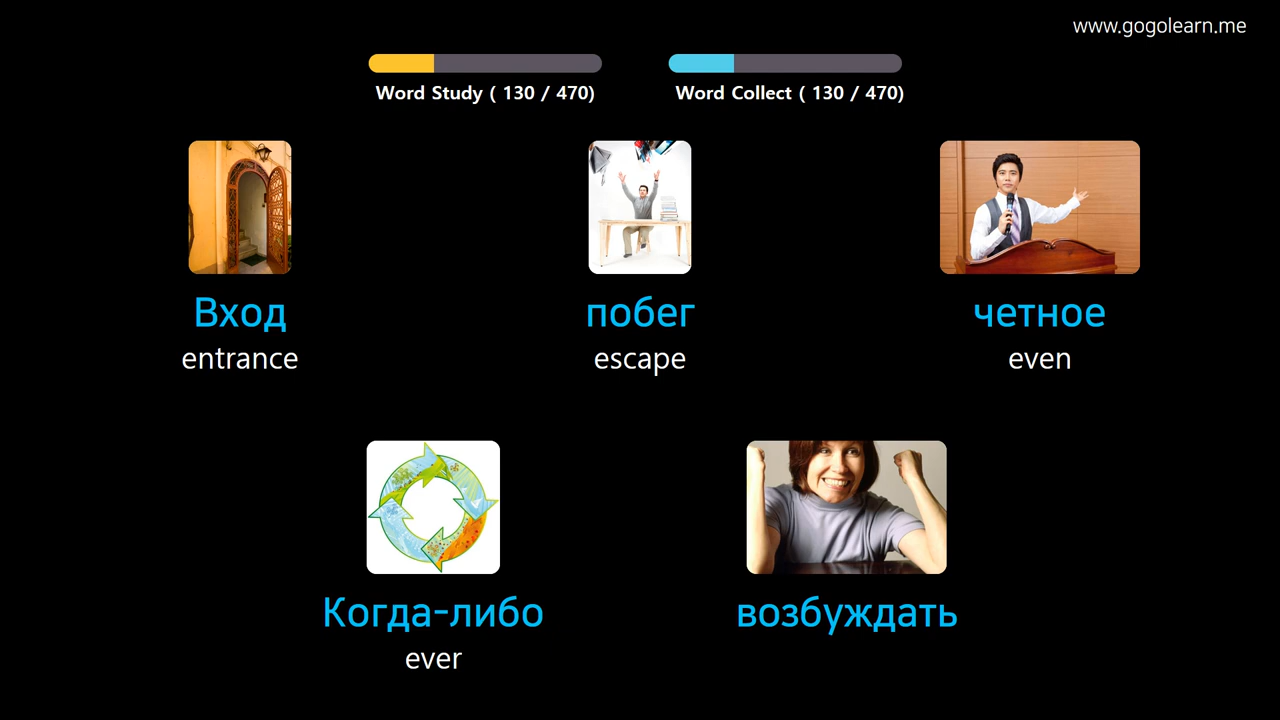 www.gogolearn.me
Word Study ( 130 / 470)
Word Collect ( 130 / 470)
Вход
entrance
побег
escape
четное
even
Когда-либо
ever
возбуждать